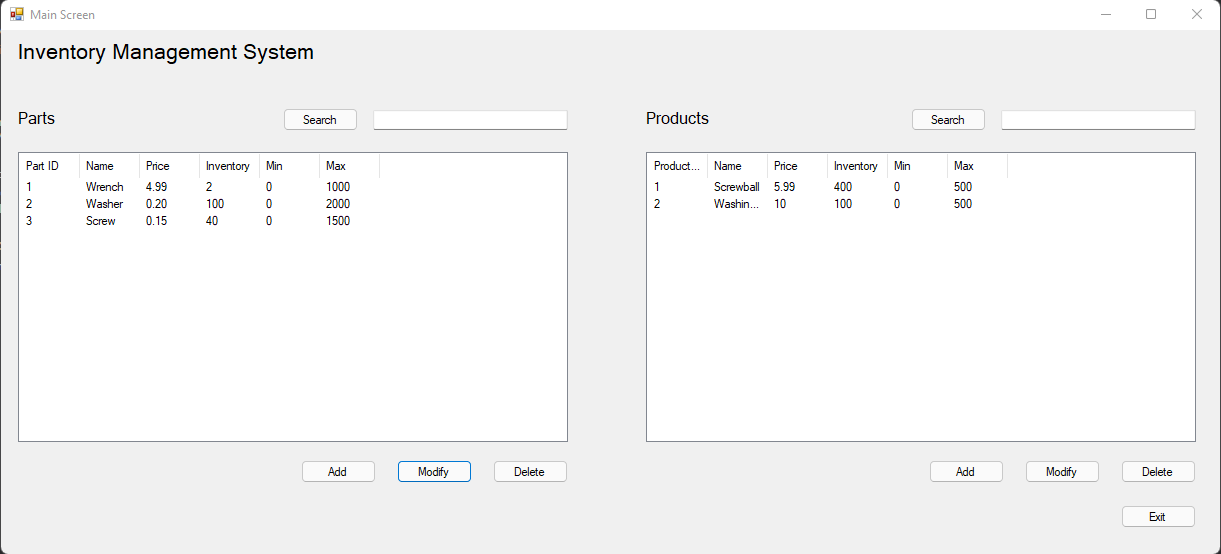 Main Screen
Inventory Management System
Parts Search
Part ID Name Price Inventory Min Max
1 Wrench 4.99 2 0 1000
2 Washer 0.20 100 0 2000
3 Screw 0.15 40 0 1500
Add Modify Delete
Products Search
Product... Name Price Inventory Min Max
1 Screwball 5.99 400 0 500
2 Washin... 10 100 0 500
Add Modify Delete
Exit